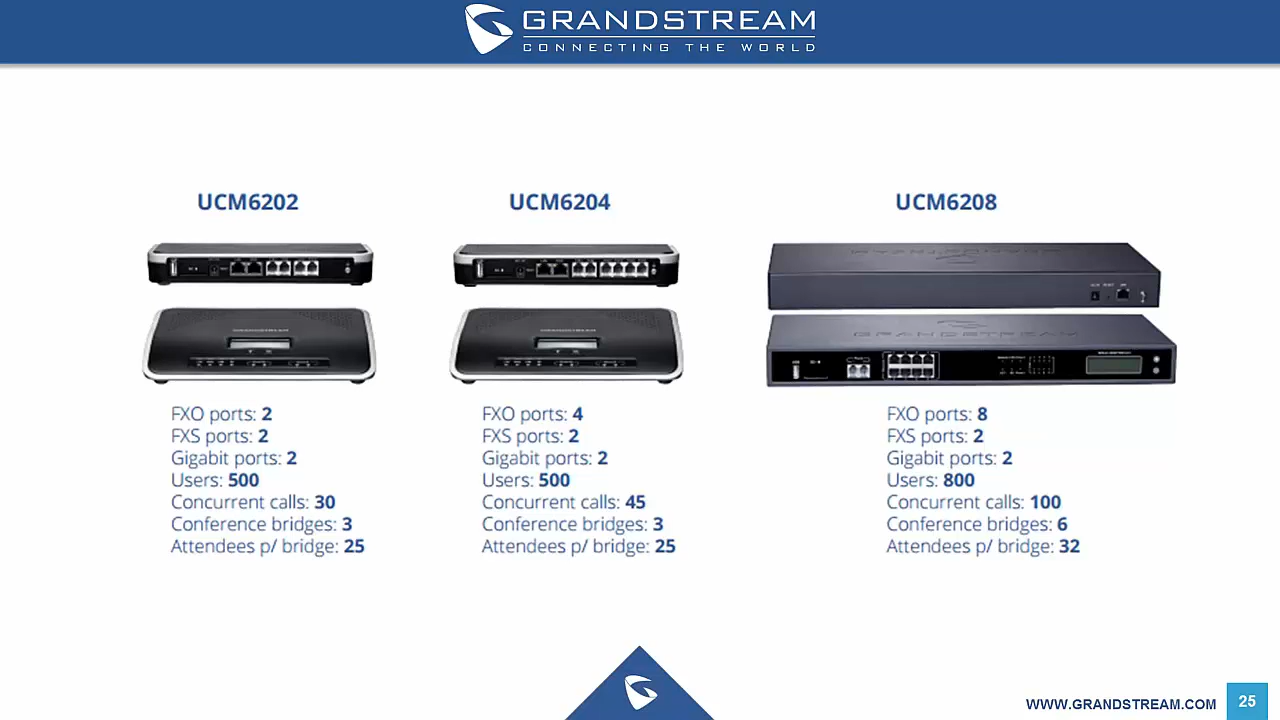 GRANDSTREAM
CONNECTING THE WORLD
UCM6202
FXO ports: 2
FXS ports: 2
Gigabit ports: 2
Users: 500
Concurrent calls: 30
Conference bridges: 3
Attendees p/ bridge: 25
UCM6204
FXO ports: 4
FXS ports: 2
Gigabit ports: 2
Users: 500
Concurrent calls: 45
Conference bridges: 3
Attendees p/ bridge: 25
UCM6208
GRANDSTREAM
FXO ports: 8
FXS ports: 2
Gigabit ports: 2
Users: 800
Concurrent calls: 100
Conference bridges: 6
Attendees p/ bridge: 32
WWW.GRANDSTREAM.COM
25